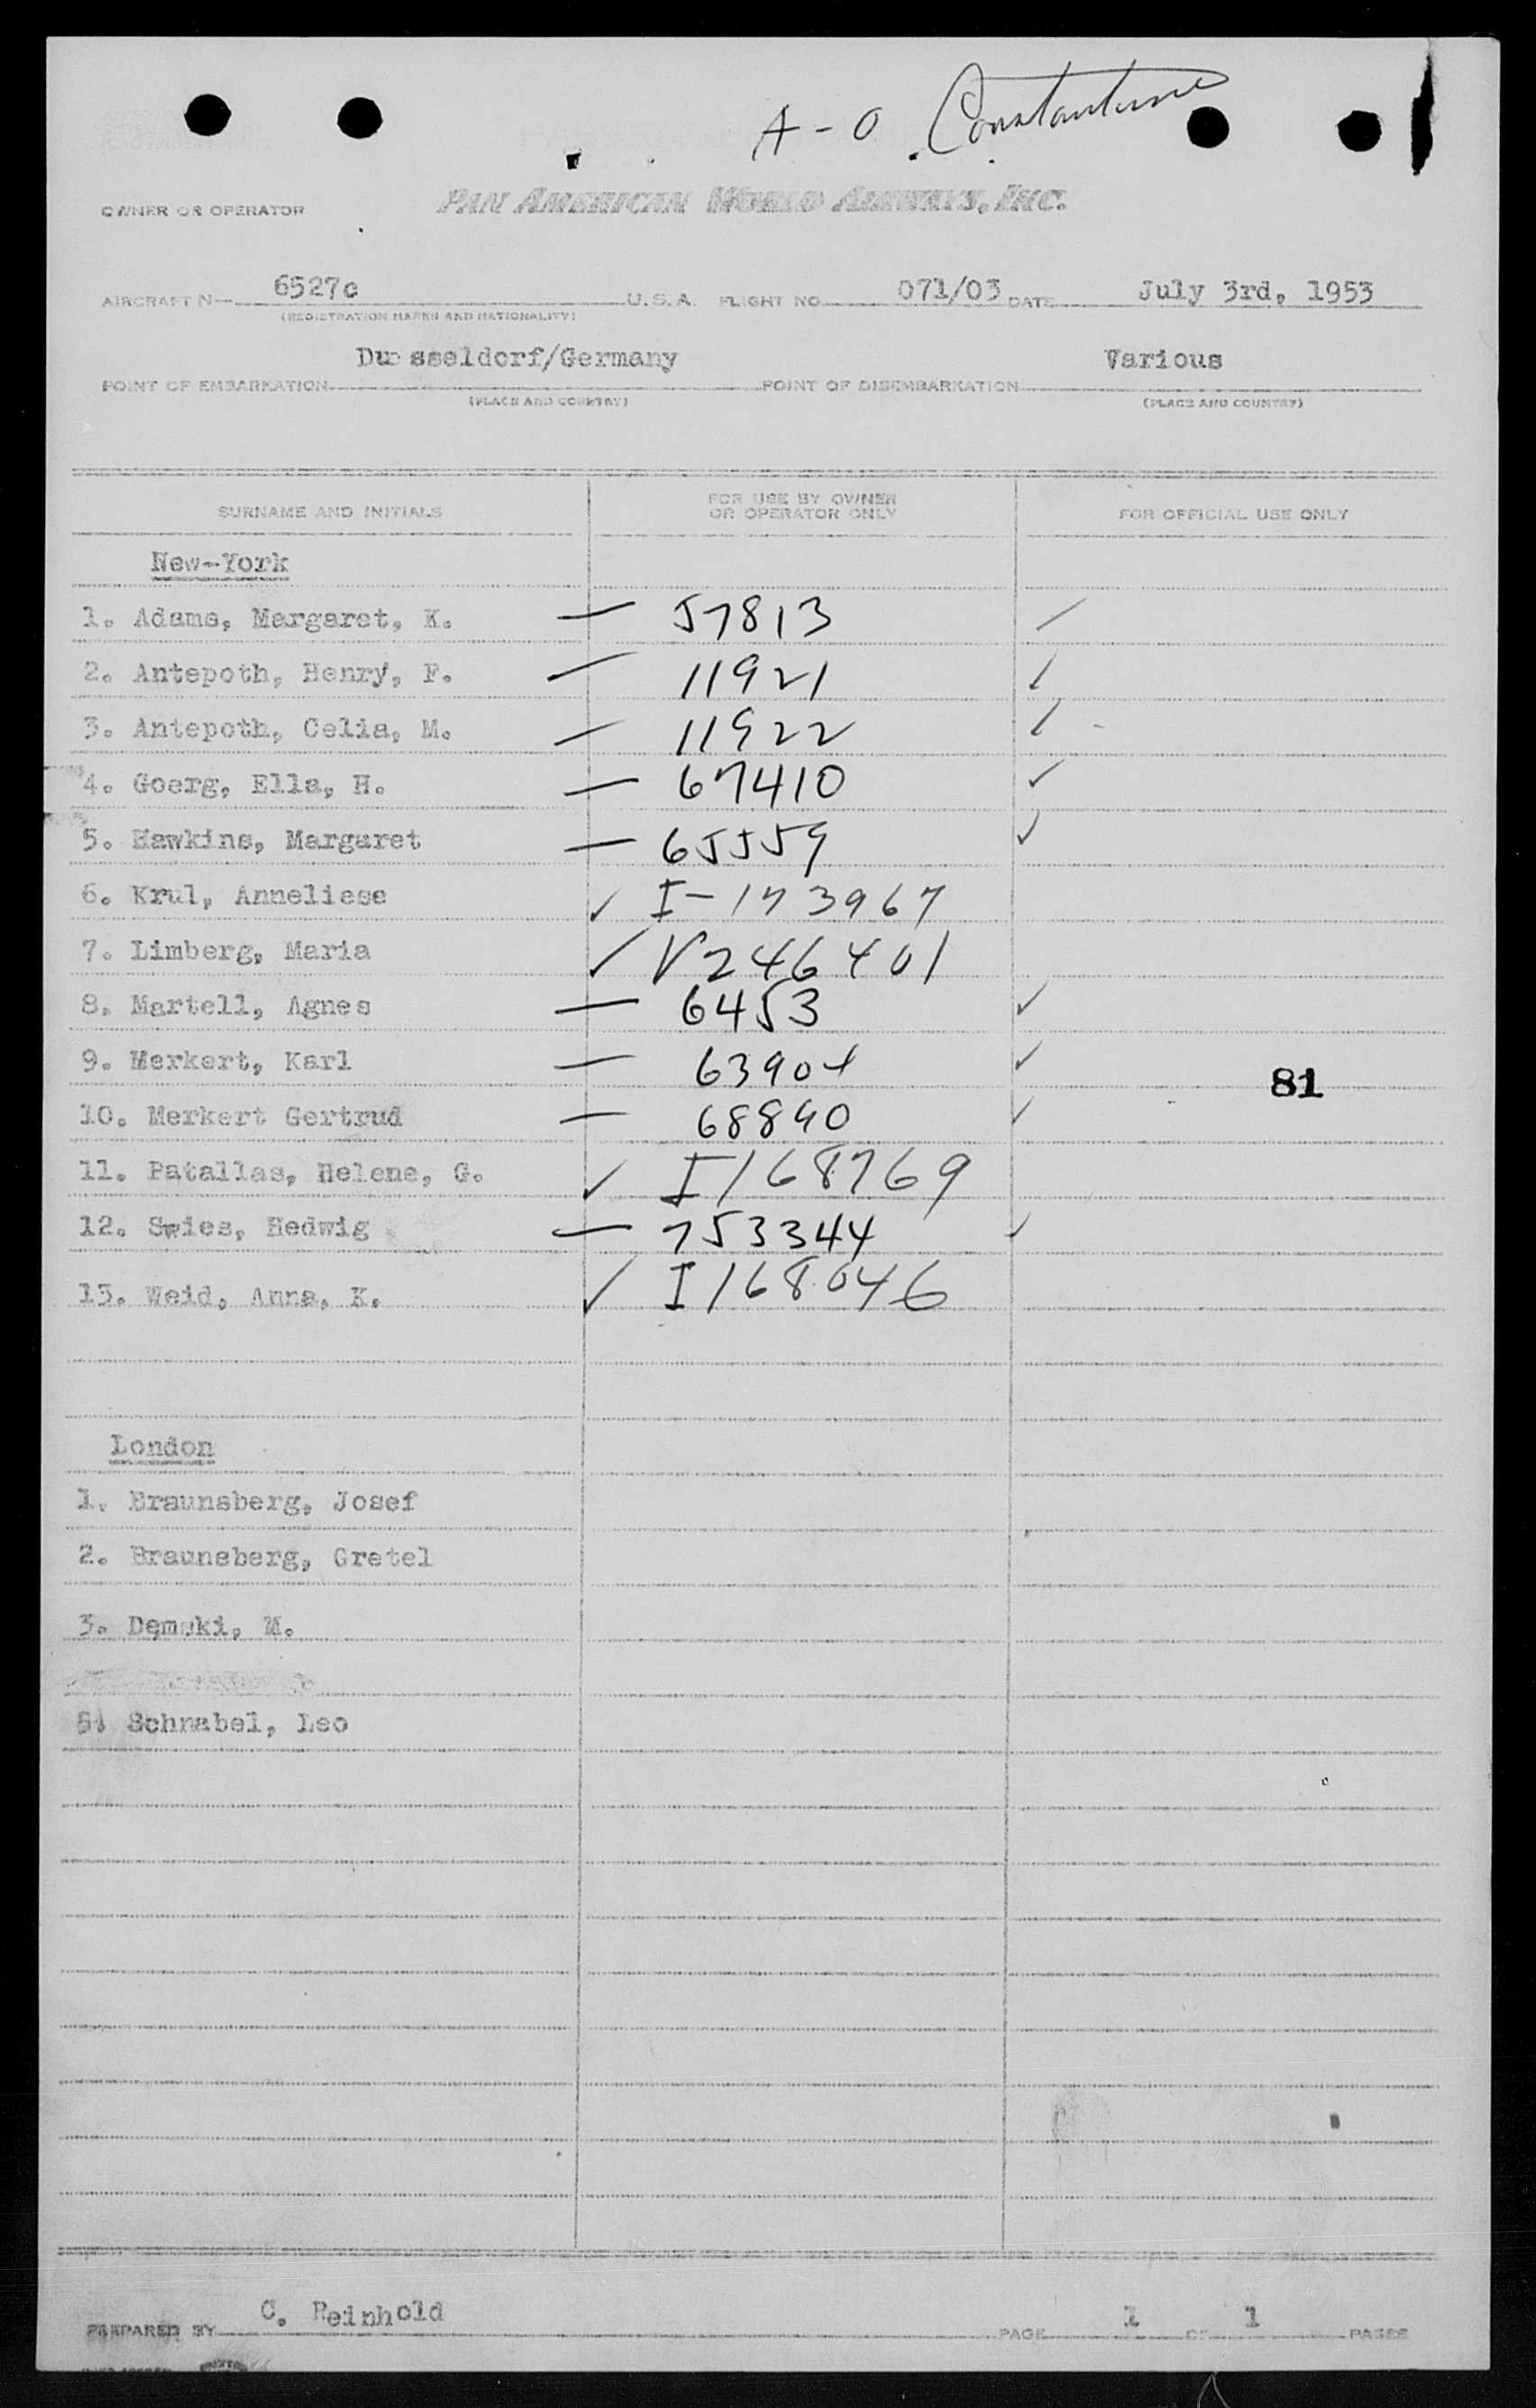 A-O Constantine
OWNER OR OPERATOR PAN AMERICAN WORLD AIRWAYS, INC.
AIRCRAFT N— 6527c U.S.A. FLIGHT NO. 071/03 DATE July 3rd, 1953
(REGISTRATION MARKS AND NATIONALITY)
POINT OF EMBARKATION Duesseldorf/Germany POINT OF DISEMBARKATION Various
(PLACE AND COUNTRY) (PLACE AND COUNTRY)
SURNAME AND INITIALS FOR USE BY OWNER OR OPERATOR ONLY FOR OFFICIAL USE ONLY
New-York
1. Adams, Margaret, K. — 57813 ✓
2. Antepoth, Henry, F. — 11921 ✓
3. Antepoth, Celia, M. — 11922 ✓ -
4. Goerg, Ella, H. — 67410 ✓
5. Hawkins, Margaret — 65559 ✓
6. Krul, Anneliese ✓ I-173967
7. Limberg, Maria ✓ V246401
8. Martell, Agnes — 6453 ✓
9. Merkert, Karl — 63904 ✓
81
10. Merkert Gertrud — 68890 ✓
11. Patallas, Helene, G. ✓ I168769
12. Swies, Hedwig — 753344 ✓
13. Weid, Anna, K. ✓ I168046
London
1. Braunsberg, Josef
2. Braunsberg, Gretel
3. Demski, M.
5. Schnabel, Leo
PREPARED BY C. Reinhold PAGE 1 OF 1 PAGES